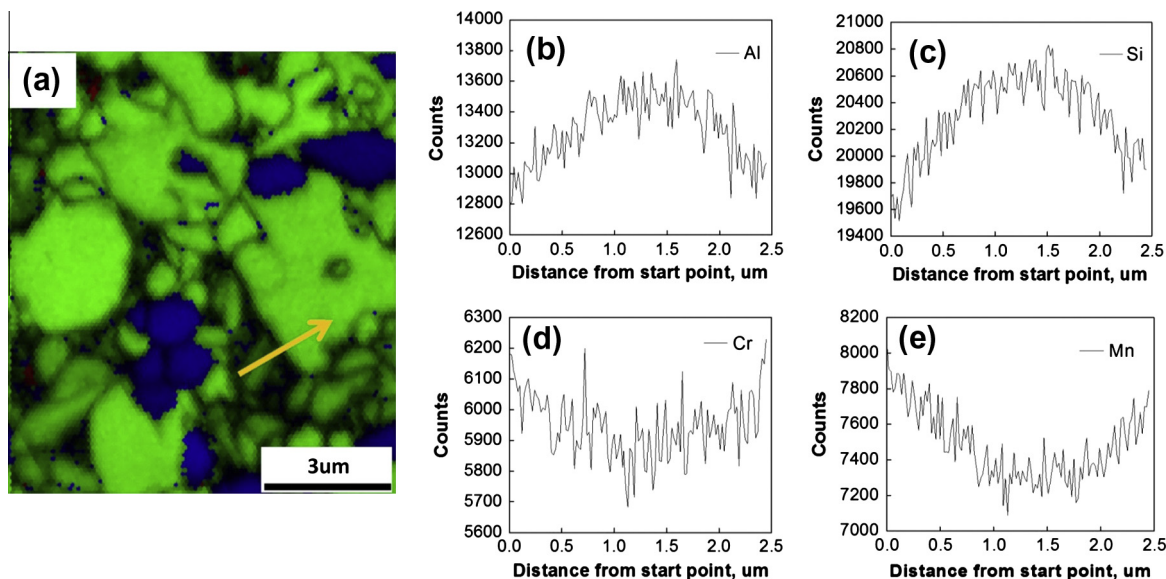 (a)
3um
(b)
Al
14000
13800
13600
13400
13200
13000
12800
12600
Counts
0.0 0.5 1.0 1.5 2.0 2.5
Distance from start point, um
(c)
Si
21000
20800
20600
20400
20200
20000
19800
19600
19400
Counts
0.0 0.5 1.0 1.5 2.0 2.5
Distance from start point, um
(d)
Cr
6300
6200
6100
6000
5900
5800
5700
5600
Counts
0.0 0.5 1.0 1.5 2.0 2.5
Distance from start point, um
(e)
Mn
8200
8000
7800
7600
7400
7200
7000
Counts
0.0 0.5 1.0 1.5 2.0 2.5
Distance from start point, um